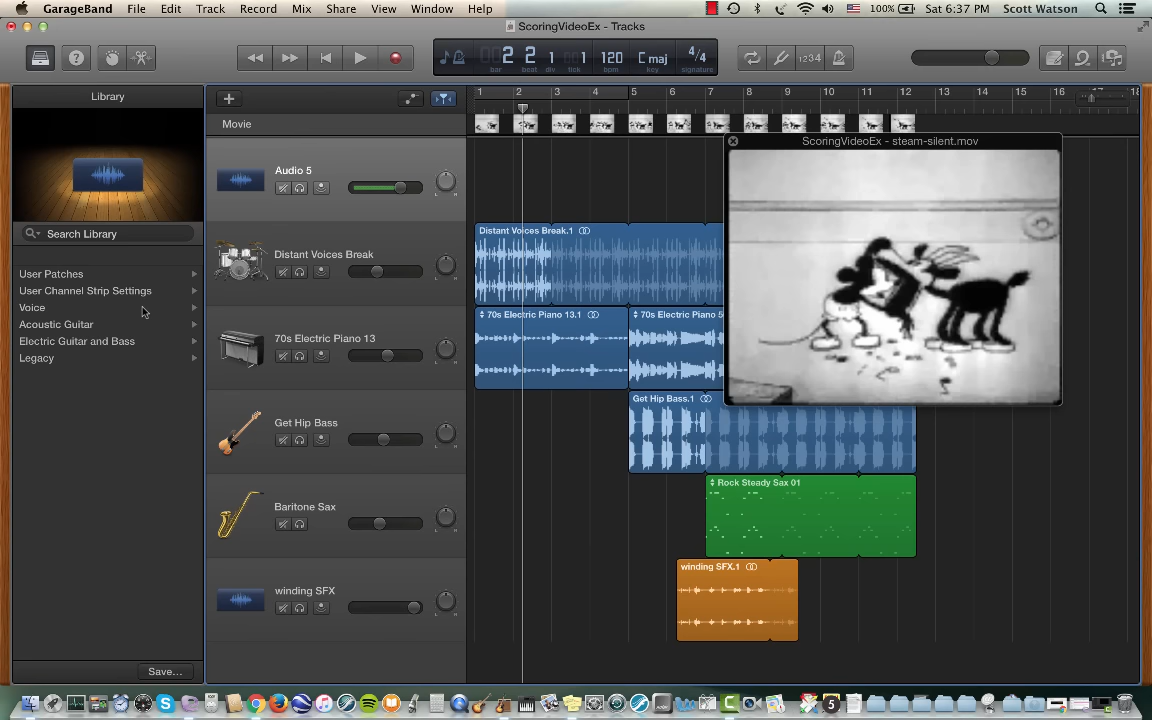 GarageBand File Edit Track Record Mix Share View Window Help 100% Sat 6:37 PM Scott Watson
ScoringVideoEx - Tracks
2 2 1 1 120 C maj 4/4
bar beat div tick bpm key signature
1234
Library
Search Library
User Patches
User Channel Strip Settings
Voice
Acoustic Guitar
Electric Guitar and Bass
Legacy
Save...
1 2 3 4 5 6 7 8 9 10 11 12 13 14 15 16 17 18
Movie
Audio 5
Distant Voices Break
70s Electric Piano 13
Get Hip Bass
Baritone Sax
winding SFX
L R
Distant Voices Break.1
70s Electric Piano 13.1
70s Electric Piano 5
Get Hip Bass.1
Rock Steady Sax 01
winding SFX.1
ScoringVideoEx - steam-silent.mov